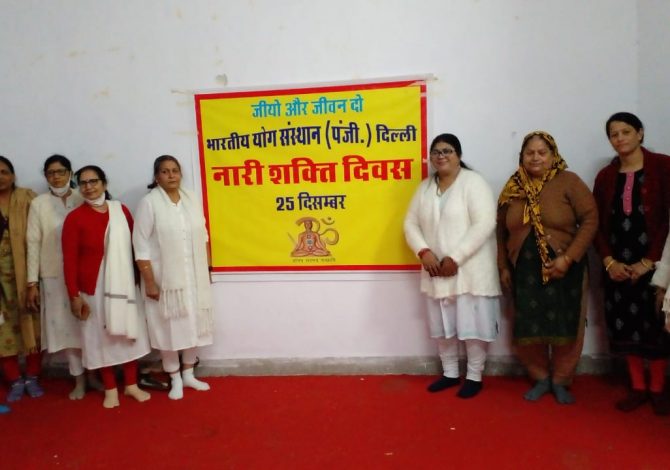 जीयो और जीवन दो
भारतीय योग संस्थान (पंजी.) दिल्ली
नारी शक्ति दिवस
25 दिसम्बर